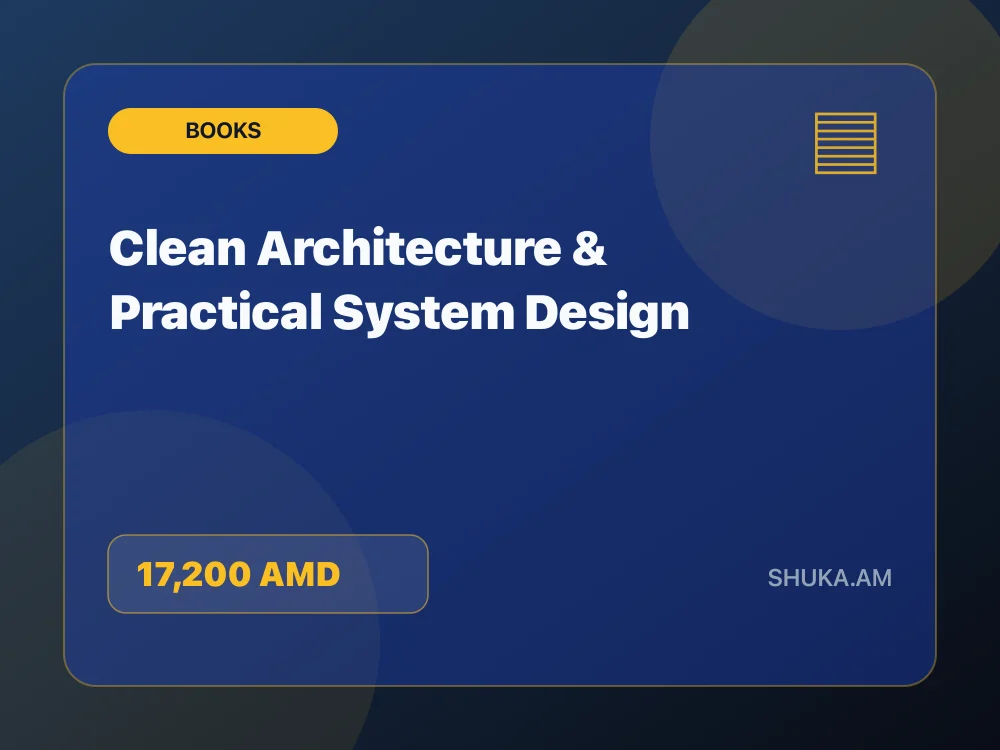 BOOKS
Clean Architecture &
Practical System Design
17,200 AMD
SHUKA.AM